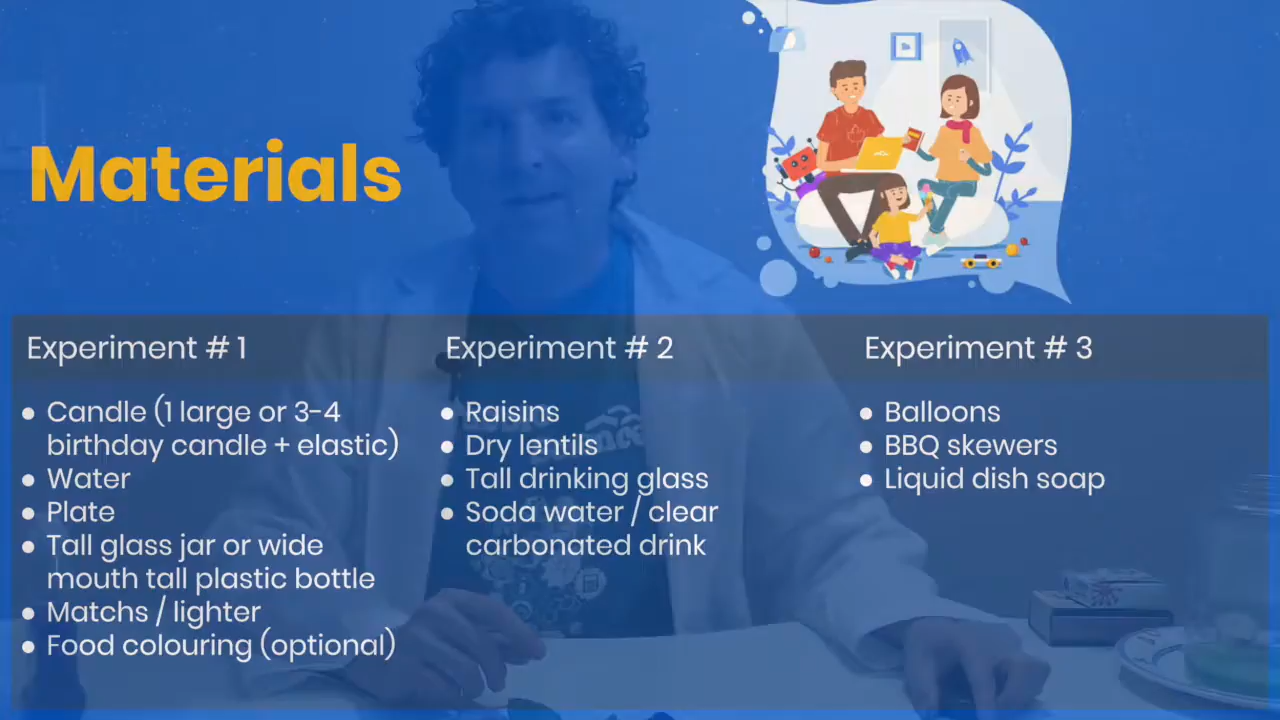 Materials
Experiment # 1
Candle (1 large or 3-4
birthday candle + elastic)
Water
Plate
Tall glass jar or wide
mouth tall plastic bottle
Matchs / lighter
Food colouring (optional)
Experiment # 2
Raisins
Dry lentils
Tall drinking glass
Soda water / clear
carbonated drink
Experiment # 3
Balloons
BBQ skewers
Liquid dish soap